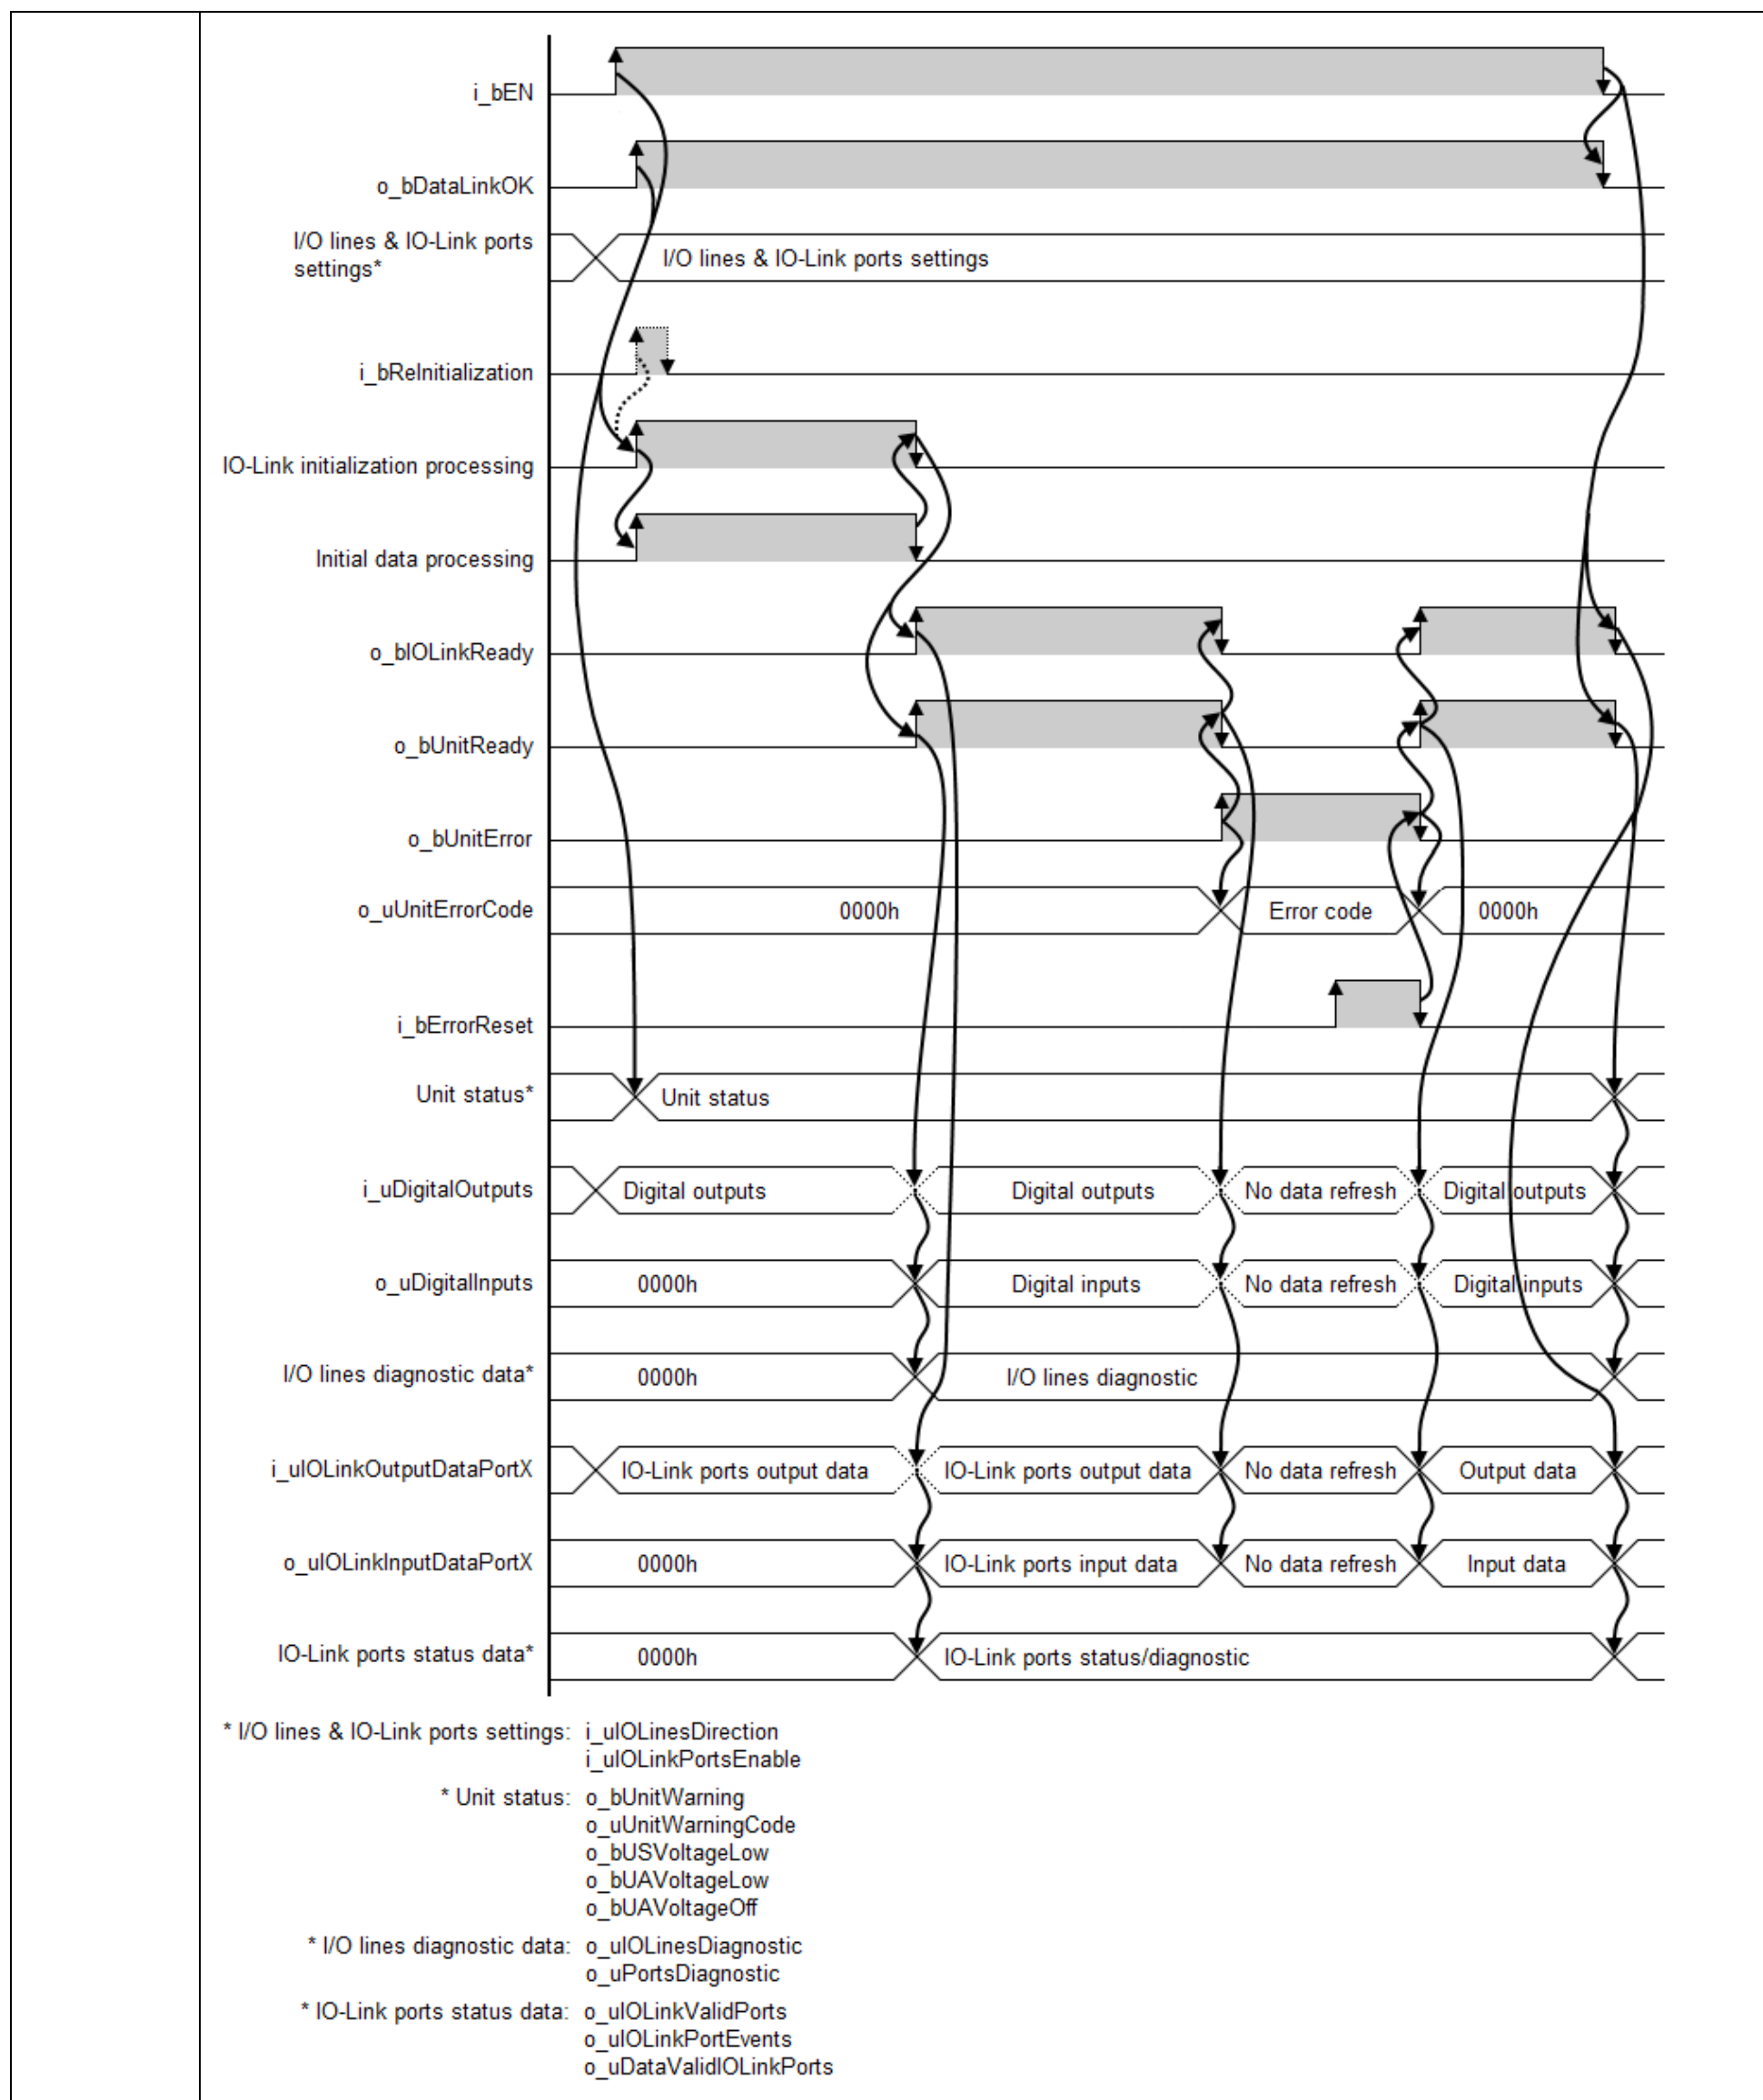 i_bEN
o_bDataLinkOK
I/O lines & IO-Link ports
settings*
I/O lines & IO-Link ports settings
i_bReInitialization
IO-Link initialization processing
Initial data processing
o_bIOLinkReady
o_bUnitReady
o_bUnitError
o_uUnitErrorCode
0000h
Error code
0000h
i_bErrorReset
Unit status*
Unit status
i_uDigitalOutputs
Digital outputs
Digital outputs
No data refresh
Digital outputs
o_uDigitalInputs
0000h
Digital inputs
No data refresh
Digital inputs
I/O lines diagnostic data*
0000h
I/O lines diagnostic
i_uIOLinkOutputDataPortX
IO-Link ports output data
IO-Link ports output data
No data refresh
Output data
o_uIOLinkInputDataPortX
0000h
IO-Link ports input data
No data refresh
Input data
IO-Link ports status data*
0000h
IO-Link ports status/diagnostic
* I/O lines & IO-Link ports settings: i_uIOLinesDirection
i_uIOLinkPortsEnable
* Unit status: o_bUnitWarning
o_uUnitWarningCode
o_bUSVoltageLow
o_bUAVoltageLow
o_bUAVoltageOff
* I/O lines diagnostic data: o_uIOLinesDiagnostic
o_uPortsDiagnostic
* IO-Link ports status data: o_uIOLinkValidPorts
o_uIOLinkPortEvents
o_uDataValidIOLinkPorts